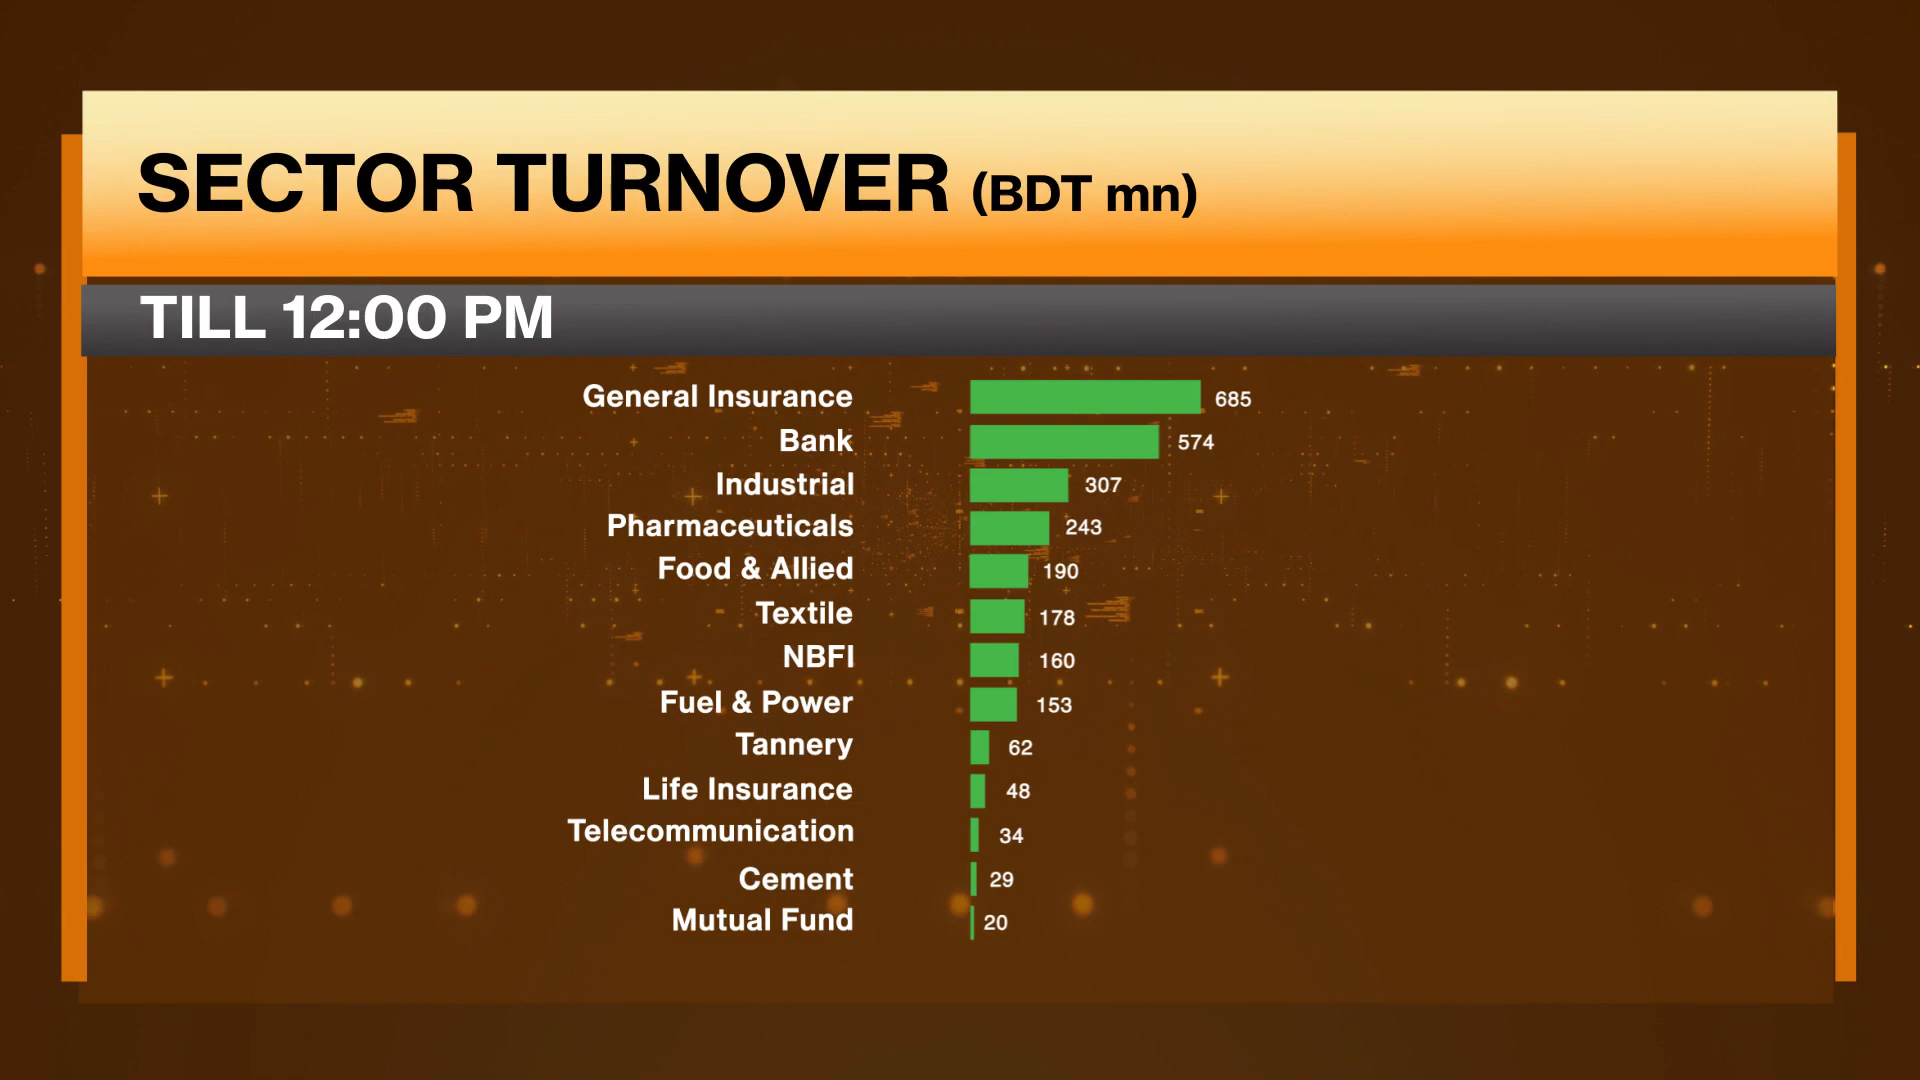 SECTOR TURNOVER (BDT mn)
TILL 12:00 PM
General Insurance 685
Bank 574
Industrial 307
Pharmaceuticals 243
Food & Allied 190
Textile 178
NBFI 160
Fuel & Power 153
Tannery 62
Life Insurance 48
Telecommunication 34
Cement 29
Mutual Fund 20